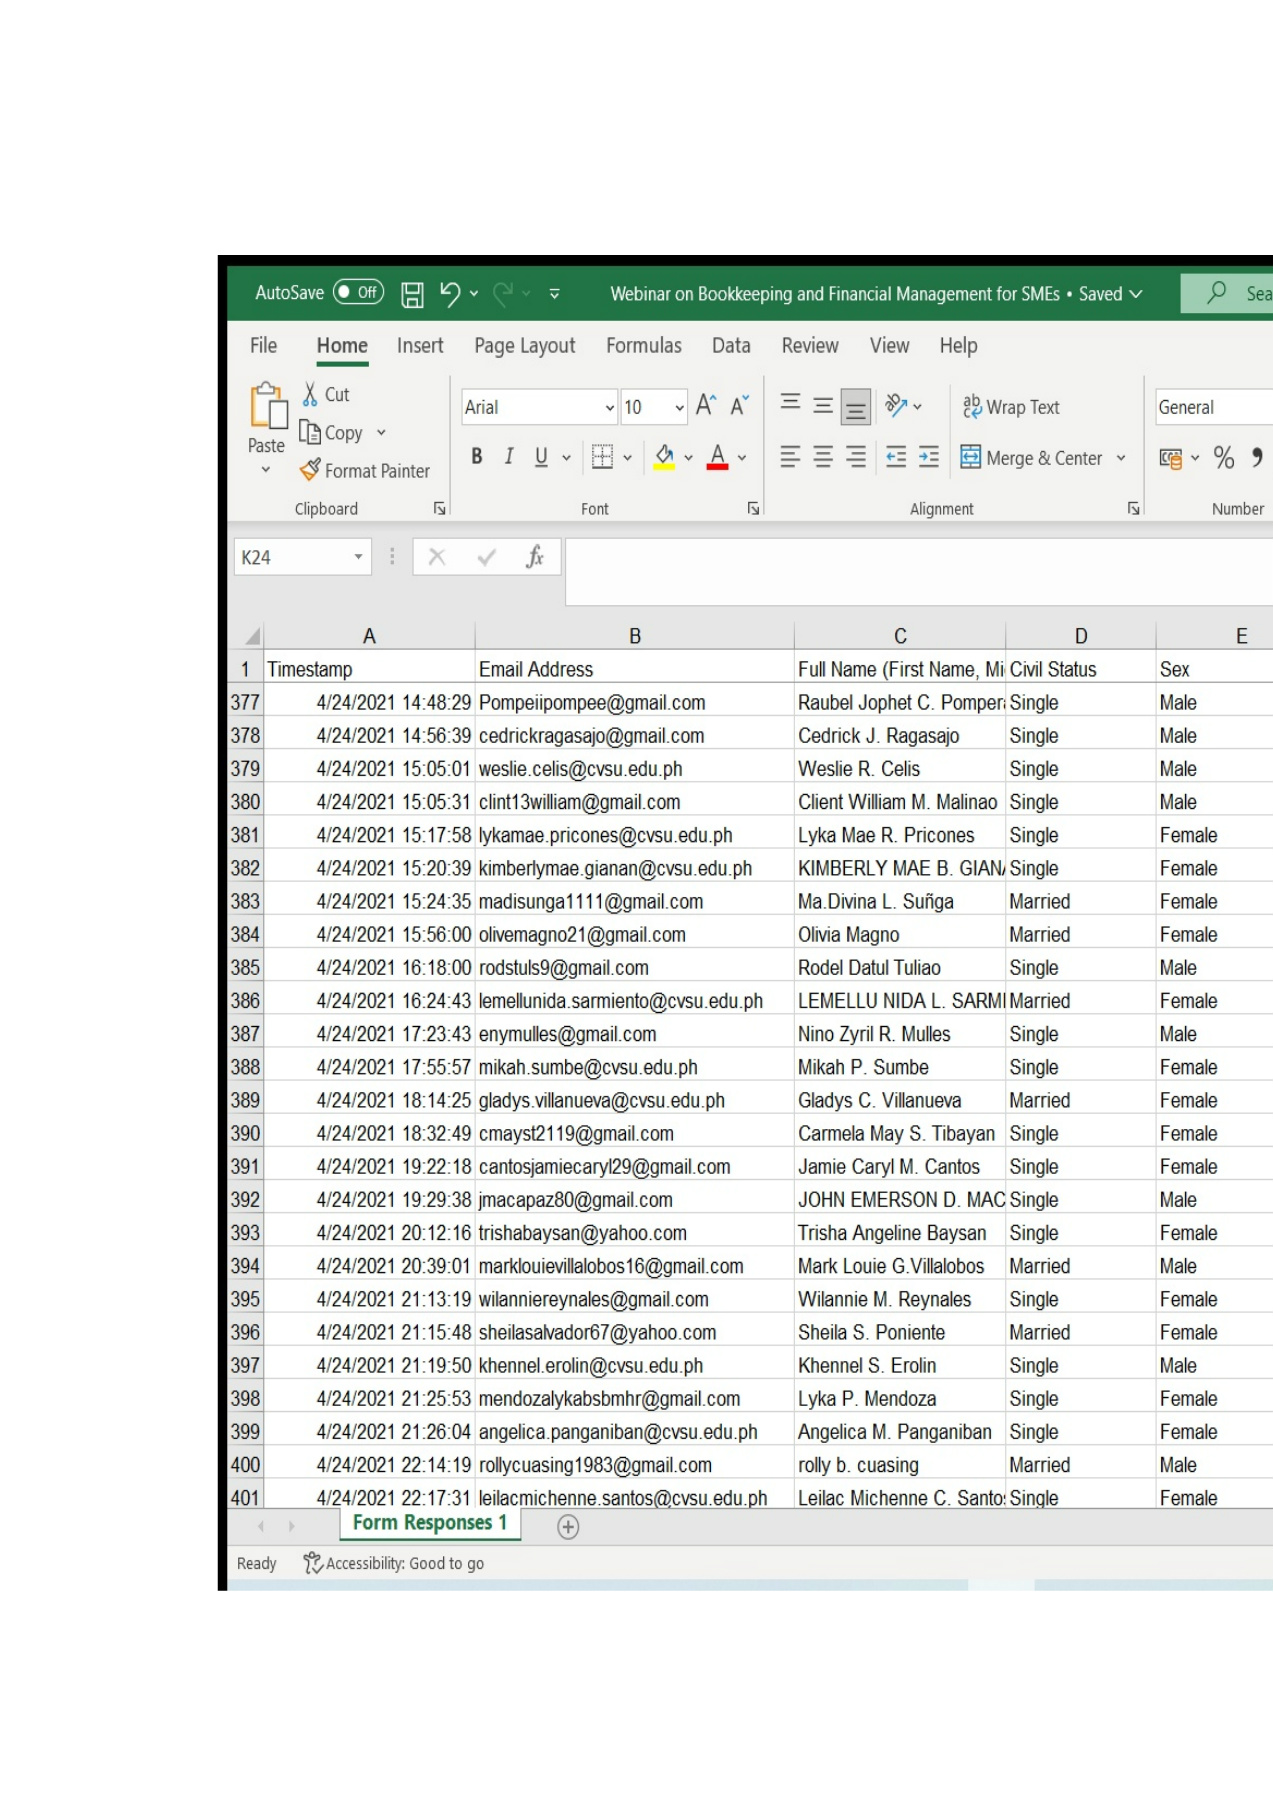 AutoSave Off Webinar on Bookkeeping and Financial Management for SMEs • Saved Sea
File Home Insert Page Layout Formulas Data Review View Help
Paste Cut Copy Format Painter
Arial 10 Wrap Text General
B I U A Merge & Center % ,
Clipboard Font Alignment Number
K24 fx
A B C D E
1 Timestamp Email Address Full Name (First Name, Mi Civil Status Sex
377 4/24/2021 14:48:29 Pompeiipompee@gmail.com Raubel Jophet C. Pompera Single Male
378 4/24/2021 14:56:39 cedrickragasajo@gmail.com Cedrick J. Ragasajo Single Male
379 4/24/2021 15:05:01 weslie.celis@cvsu.edu.ph Weslie R. Celis Single Male
380 4/24/2021 15:05:31 clint13william@gmail.com Client William M. Malinao Single Male
381 4/24/2021 15:17:58 lykamae.pricones@cvsu.edu.ph Lyka Mae R. Pricones Single Female
382 4/24/2021 15:20:39 kimberlymae.gianan@cvsu.edu.ph KIMBERLY MAE B. GIANA Single Female
383 4/24/2021 15:24:35 madisunga1111@gmail.com Ma.Divina L. Suñga Married Female
384 4/24/2021 15:56:00 olivemagno21@gmail.com Olivia Magno Married Female
385 4/24/2021 16:18:00 rodstuls9@gmail.com Rodel Datul Tuliao Single Male
386 4/24/2021 16:24:43 lemellunida.sarmiento@cvsu.edu.ph LEMELLU NIDA L. SARMI Married Female
387 4/24/2021 17:23:43 enymulles@gmail.com Nino Zyril R. Mulles Single Male
388 4/24/2021 17:55:57 mikah.sumbe@cvsu.edu.ph Mikah P. Sumbe Single Female
389 4/24/2021 18:14:25 gladys.villanueva@cvsu.edu.ph Gladys C. Villanueva Married Female
390 4/24/2021 18:32:49 cmayst2119@gmail.com Carmela May S. Tibayan Single Female
391 4/24/2021 19:22:18 cantosjamiecaryl29@gmail.com Jamie Caryl M. Cantos Single Female
392 4/24/2021 19:29:38 jmacapaz80@gmail.com JOHN EMERSON D. MAC Single Male
393 4/24/2021 20:12:16 trishabaysan@yahoo.com Trisha Angeline Baysan Single Female
394 4/24/2021 20:39:01 marklouievillalobos16@gmail.com Mark Louie G.Villalobos Married Male
395 4/24/2021 21:13:19 wilanniereynales@gmail.com Wilannie M. Reynales Single Female
396 4/24/2021 21:15:48 sheilasalvador67@yahoo.com Sheila S. Poniente Married Female
397 4/24/2021 21:19:50 khennel.erolin@cvsu.edu.ph Khennel S. Erolin Single Male
398 4/24/2021 21:25:53 mendozalykabsbmhr@gmail.com Lyka P. Mendoza Single Female
399 4/24/2021 21:26:04 angelica.panganiban@cvsu.edu.ph Angelica M. Panganiban Single Female
400 4/24/2021 22:14:19 rollycuasing1983@gmail.com rolly b. cuasing Married Male
401 4/24/2021 22:17:31 leilacmichenne.santos@cvsu.edu.ph Leilac Michenne C. Santos Single Female
Form Responses 1
Ready Accessibility: Good to go